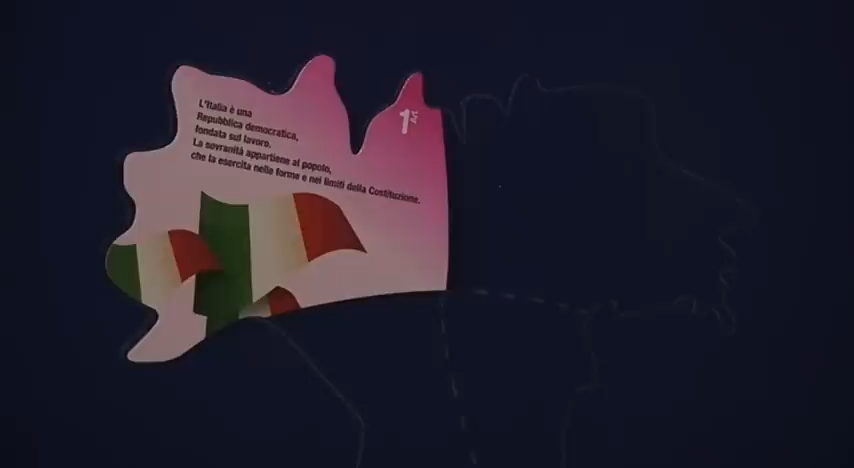 L'Italia è una
Repubblica democratica,
fondata sul lavoro.
La sovranità appartiene al popolo,
che la esercita nelle forme e nei limiti della Costituzione.
1 Art